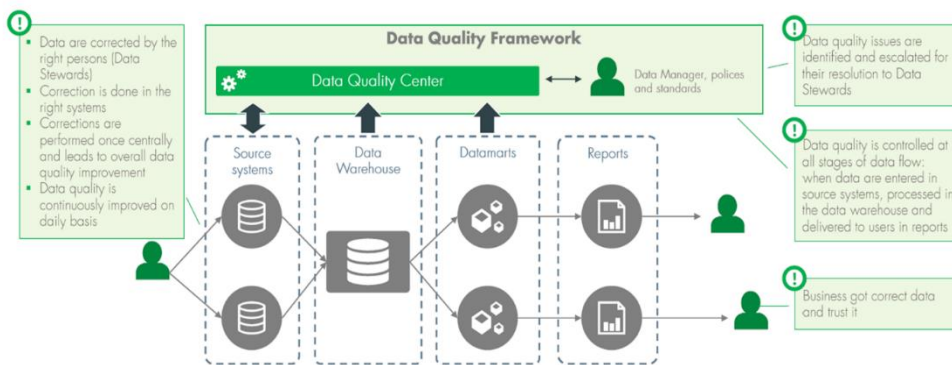 Data are corrected by the
right persons (Data
Stewards)
Correction is done in the
right systems
Corrections are
performed once centrally
and leads to overall data
quality improvement
Data quality is
continuously improved on
daily basis
Data Quality Framework
Data Quality Center
Data Manager, polices
and standards
Source
systems
Data
Warehouse
Datamarts
Reports
Data quality issues are
identified and escalated for
their resolution to Data
Stewards
Data quality is controlled at
all stages of data flow:
when data are entered in
source systems, processed in
the data warehouse and
delivered to users in reports
Business got correct data
and trust it